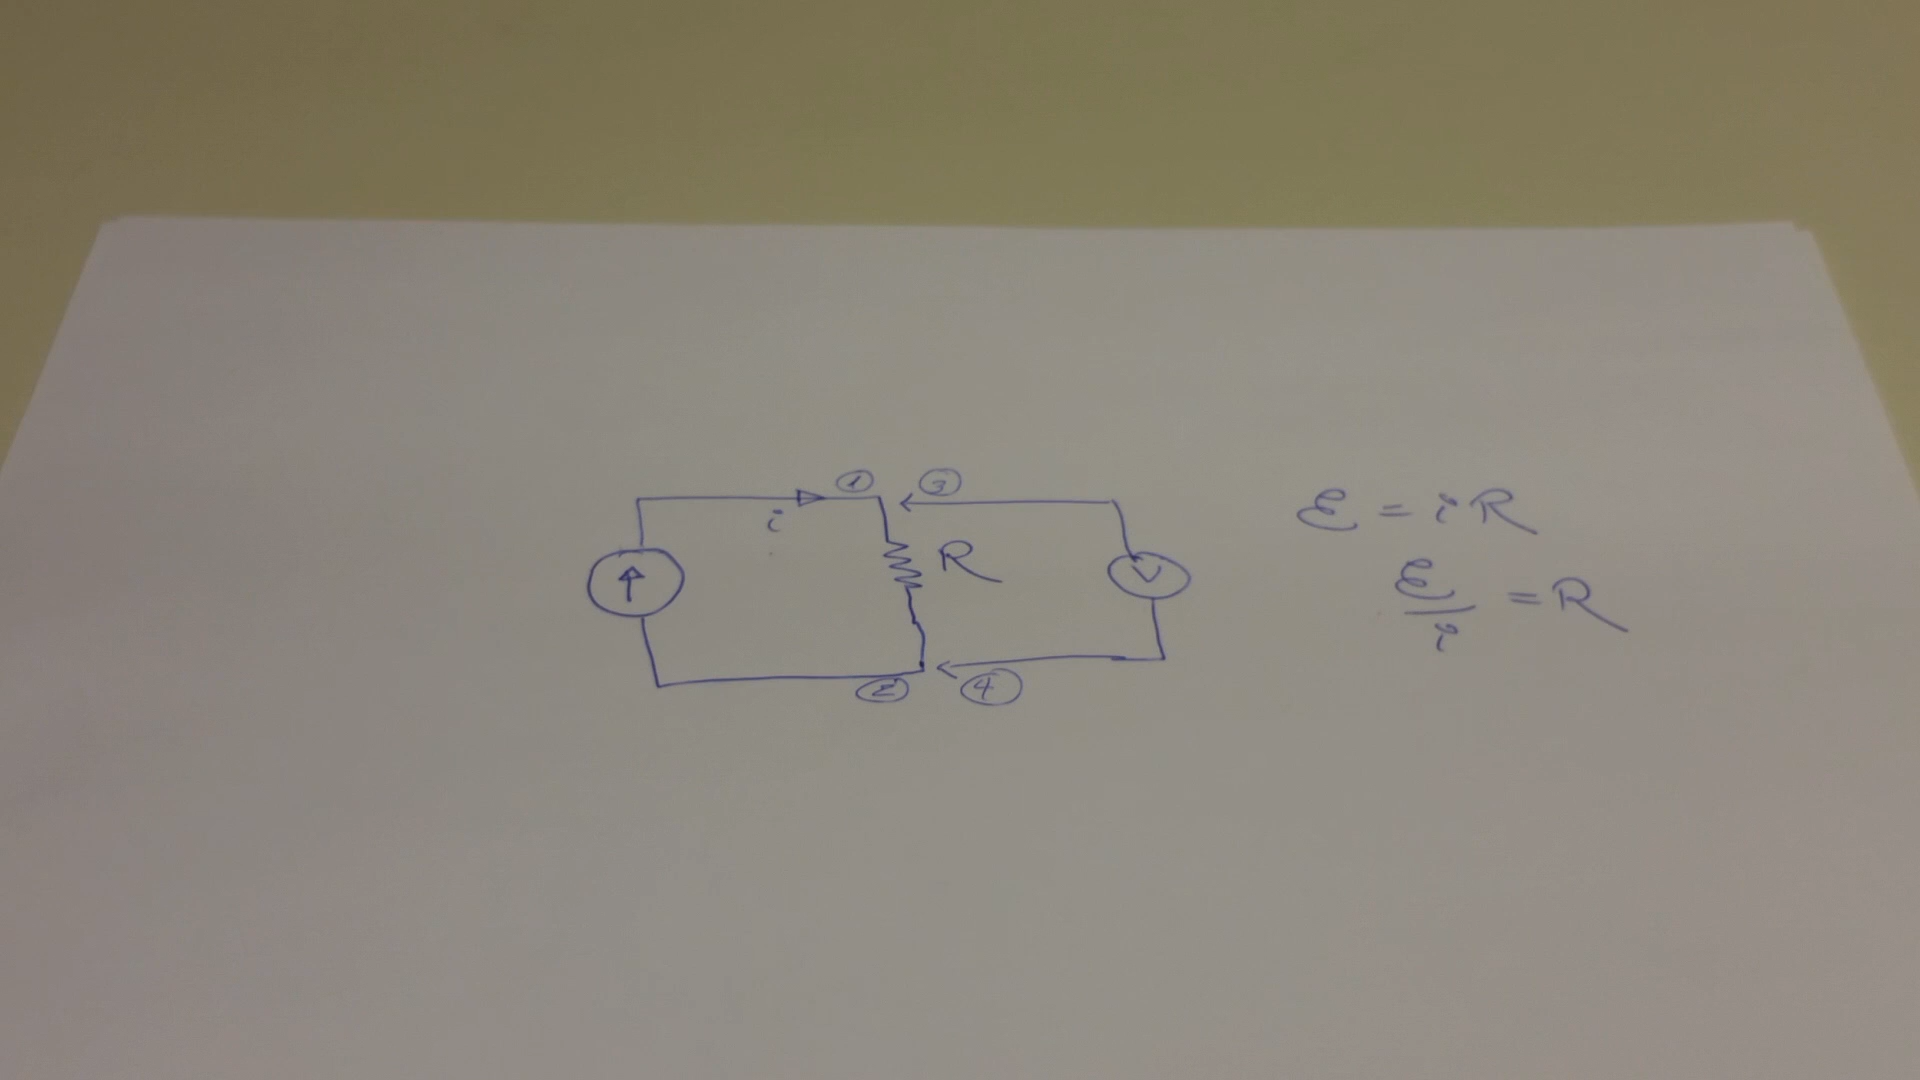 ① ③
i
R
V
② ④
ℰ = i R
ℰ/i = R